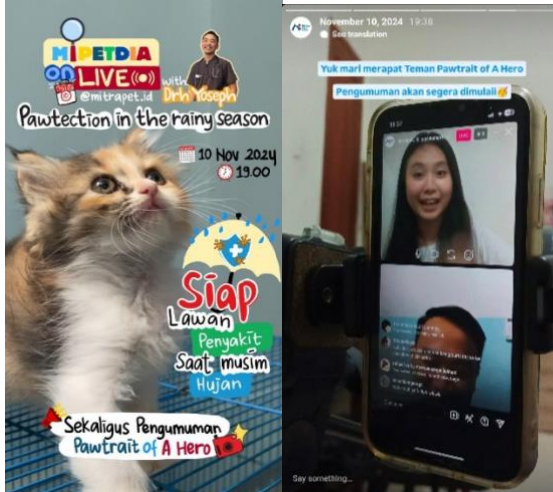 MIPETDIA
ON LIVE
with
@mitrapet.id
Drh Yoseph
Pawtection in the rainy season
10 Nov 2024
19.00
Siap
Lawan
Penyakit
Saat musim
Hujan
Sekaligus Pengumuman
Pawtrait of A Hero
November 10, 2024 19:38
See translation
Yuk mari merapat Teman Pawtrait of A Hero
Pengumuman akan segera dimulai
11:37
Say something...